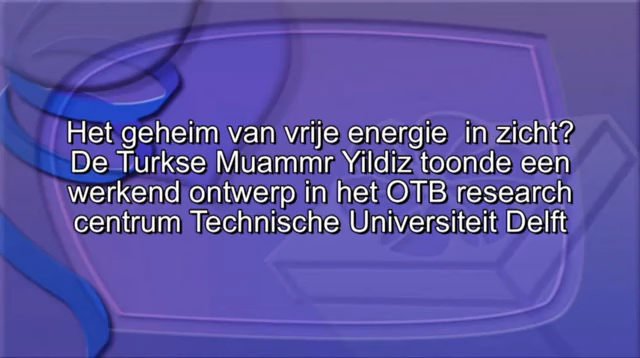 Het geheim van vrije energie in zicht?
De Turkse Muammr Yildiz toonde een
werkend ontwerp in het OTB research
centrum Technische Universiteit Delft